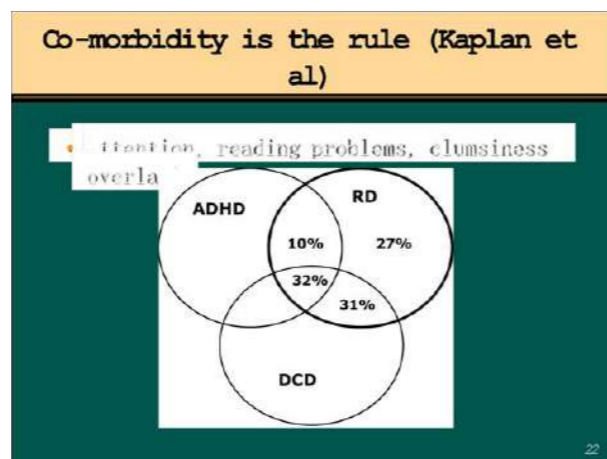 Co-morbidity is the rule (Kaplan et
al)
reading problems, clumsiness
ADHD
RD
10%
27%
32%
31%
DCD
22